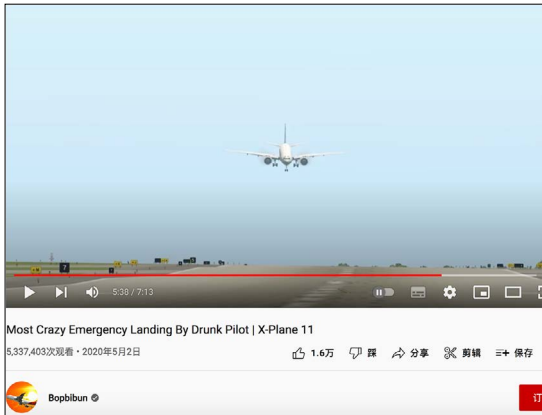 5:38 / 7:13
Most Crazy Emergency Landing By Drunk Pilot | X-Plane 11
5,337,403次观看・2020年5月2日
1.6万 踩 分享 剪辑 保存
Bopbibun
订